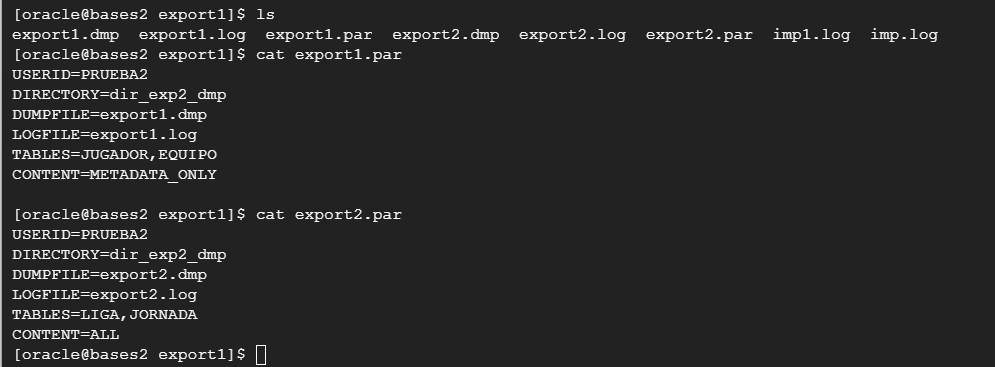 [oracle@bases2 export1]$ ls
export1.dmp  export1.log  export1.par  export2.dmp  export2.log  export2.par  imp1.log  imp.log
[oracle@bases2 export1]$ cat export1.par
USERID=PRUEBA2
DIRECTORY=dir_exp2_dmp
DUMPFILE=export1.dmp
LOGFILE=export1.log
TABLES=JUGADOR,EQUIPO
CONTENT=METADATA_ONLY

[oracle@bases2 export1]$ cat export2.par
USERID=PRUEBA2
DIRECTORY=dir_exp2_dmp
DUMPFILE=export2.dmp
LOGFILE=export2.log
TABLES=LIGA,JORNADA
CONTENT=ALL
[oracle@bases2 export1]$